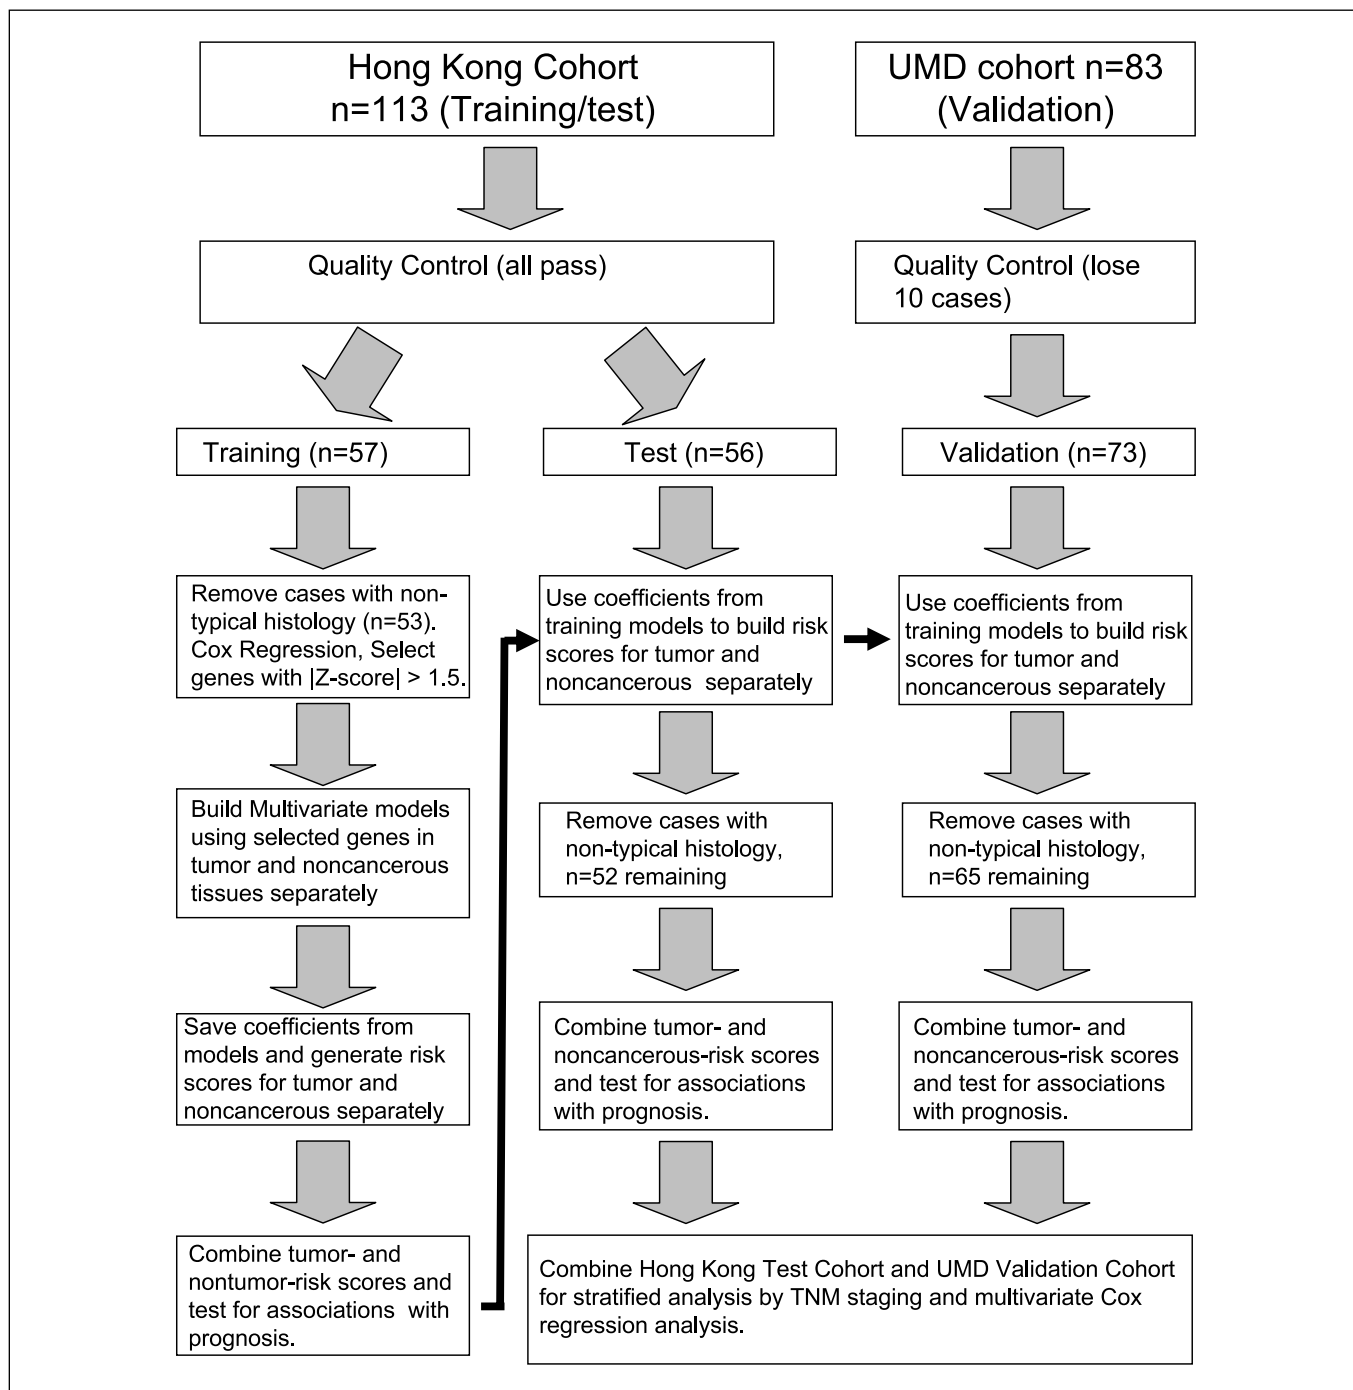 Hong Kong Cohort
n=113 (Training/test)
UMD cohort n=83
(Validation)
Quality Control (all pass)
Quality Control (lose
10 cases)
Training (n=57)
Test (n=56)
Validation (n=73)
Remove cases with non-
typical histology (n=53).
Cox Regression, Select
genes with |Z-score| > 1.5.
Use coefficients from
training models to build risk
scores for tumor and
noncancerous separately
Use coefficients from
training models to build risk
scores for tumor and
noncancerous separately
Build Multivariate models
using selected genes in
tumor and noncancerous
tissues separately
Remove cases with
non-typical histology,
n=52 remaining
Remove cases with
non-typical histology,
n=65 remaining
Save coefficients from
models and generate risk
scores for tumor and
noncancerous separately
Combine tumor- and
noncancerous-risk scores
and test for associations
with prognosis.
Combine tumor- and
noncancerous-risk scores
and test for associations
with prognosis.
Combine tumor- and
nontumor-risk scores and
test for associations with
prognosis.
Combine Hong Kong Test Cohort and UMD Validation Cohort
for stratified analysis by TNM staging and multivariate Cox
regression analysis.